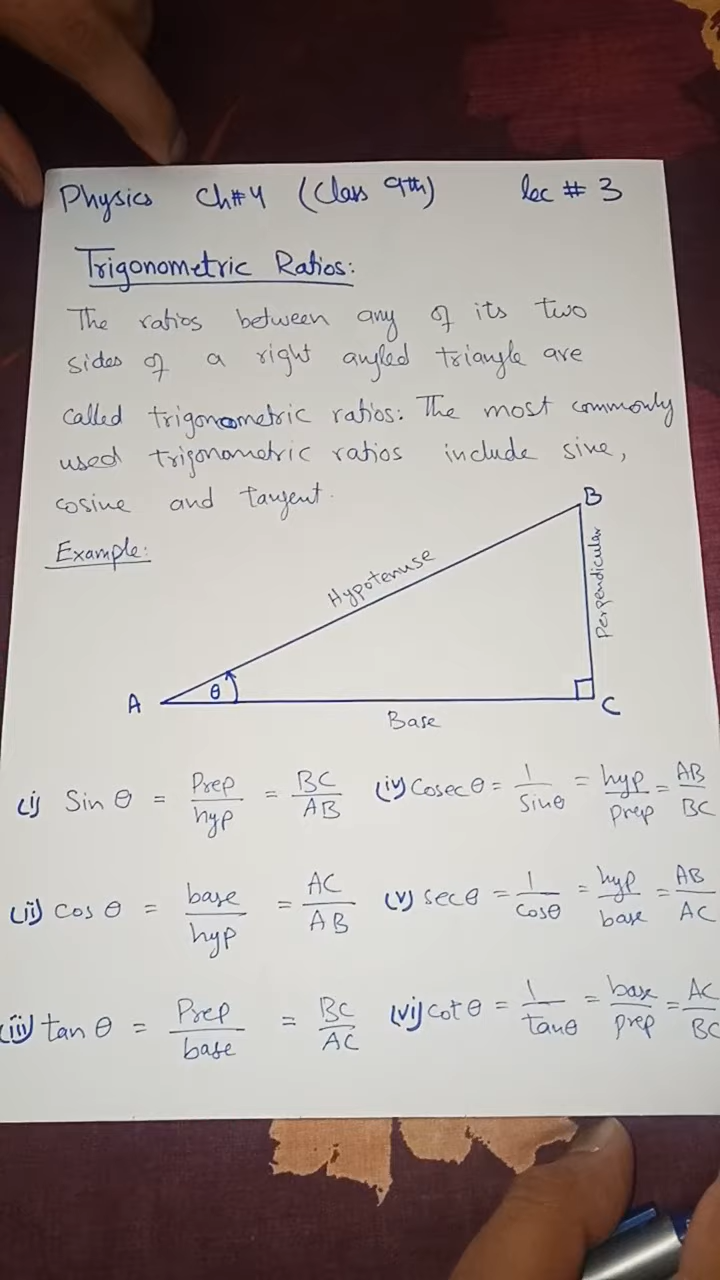 Physics Ch#4 (Class 9th) lec # 3
Trigonometric Ratios:
The ratios between any of its two
sides of a right angled triangle are
called trigonometric ratios. The most commonly
used trigonometric ratios include sine,
cosine and tangent.
Example:
B
Hypotenuse
Perpendicular
A θ C
Base
(i) Sin θ = Prep/hyp = BC/AB (iv) Cosec θ = 1/Sinθ = hyp/prep = AB/BC
(ii) cos θ = base/hyp = AC/AB (v) sec θ = 1/cosθ = hyp/base = AB/AC
(iii) tan θ = Prep/base = BC/AC (vi) cot θ = 1/tanθ = base/prep = AC/BC